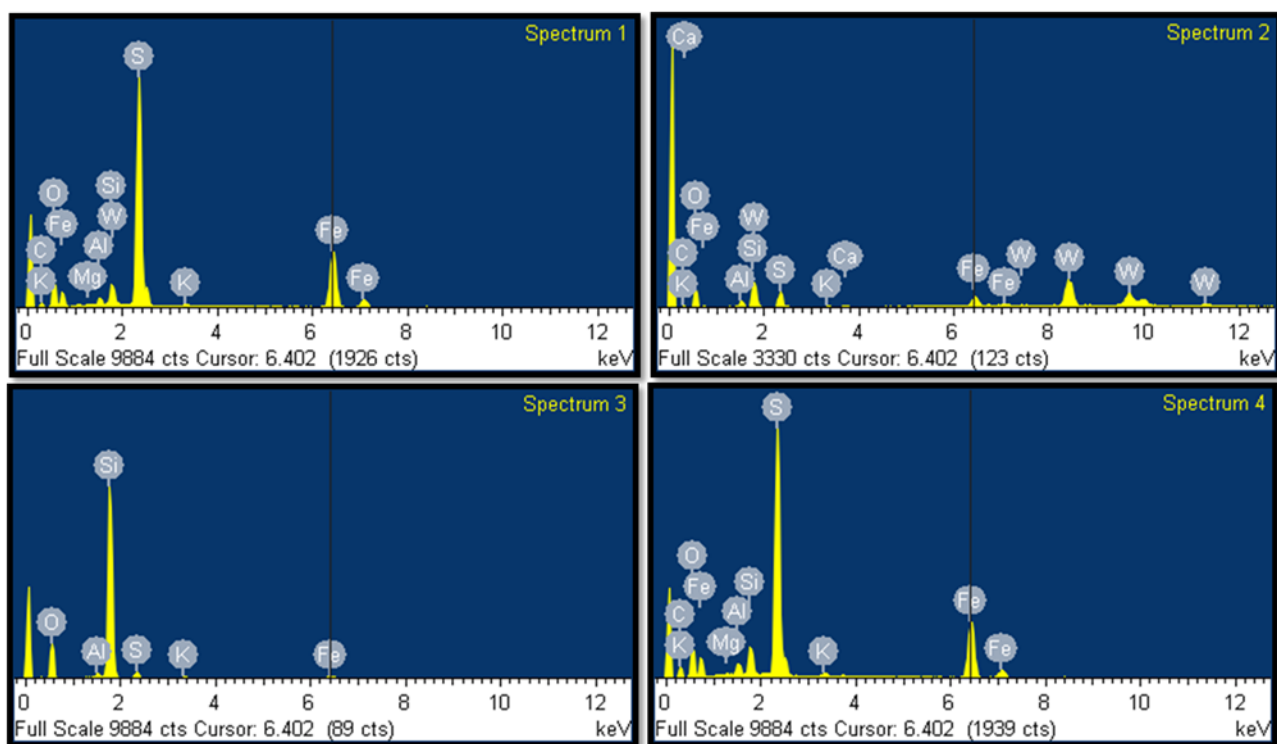 Spectrum 1
S
O
Si
Fe
W
C
Al
K
Mg
K
Fe
Fe
0 2 4 6 8 10 12
Full Scale 9884 cts Cursor: 6.402 (1926 cts) keV
Spectrum 2
Ca
O
W
Fe
C
Si
Ca
W
W
W
K
Al
S
K
Fe
Fe
W
0 2 4 6 8 10 12
Full Scale 3330 cts Cursor: 6.402 (123 cts) keV
Spectrum 3
Si
O
Al
S
K
Fe
0 2 4 6 8 10 12
Full Scale 9884 cts Cursor: 6.402 (89 cts) keV
Spectrum 4
S
O
Fe
Si
C
Al
K
Mg
K
Fe
Fe
0 2 4 6 8 10 12
Full Scale 9884 cts Cursor: 6.402 (1939 cts) keV